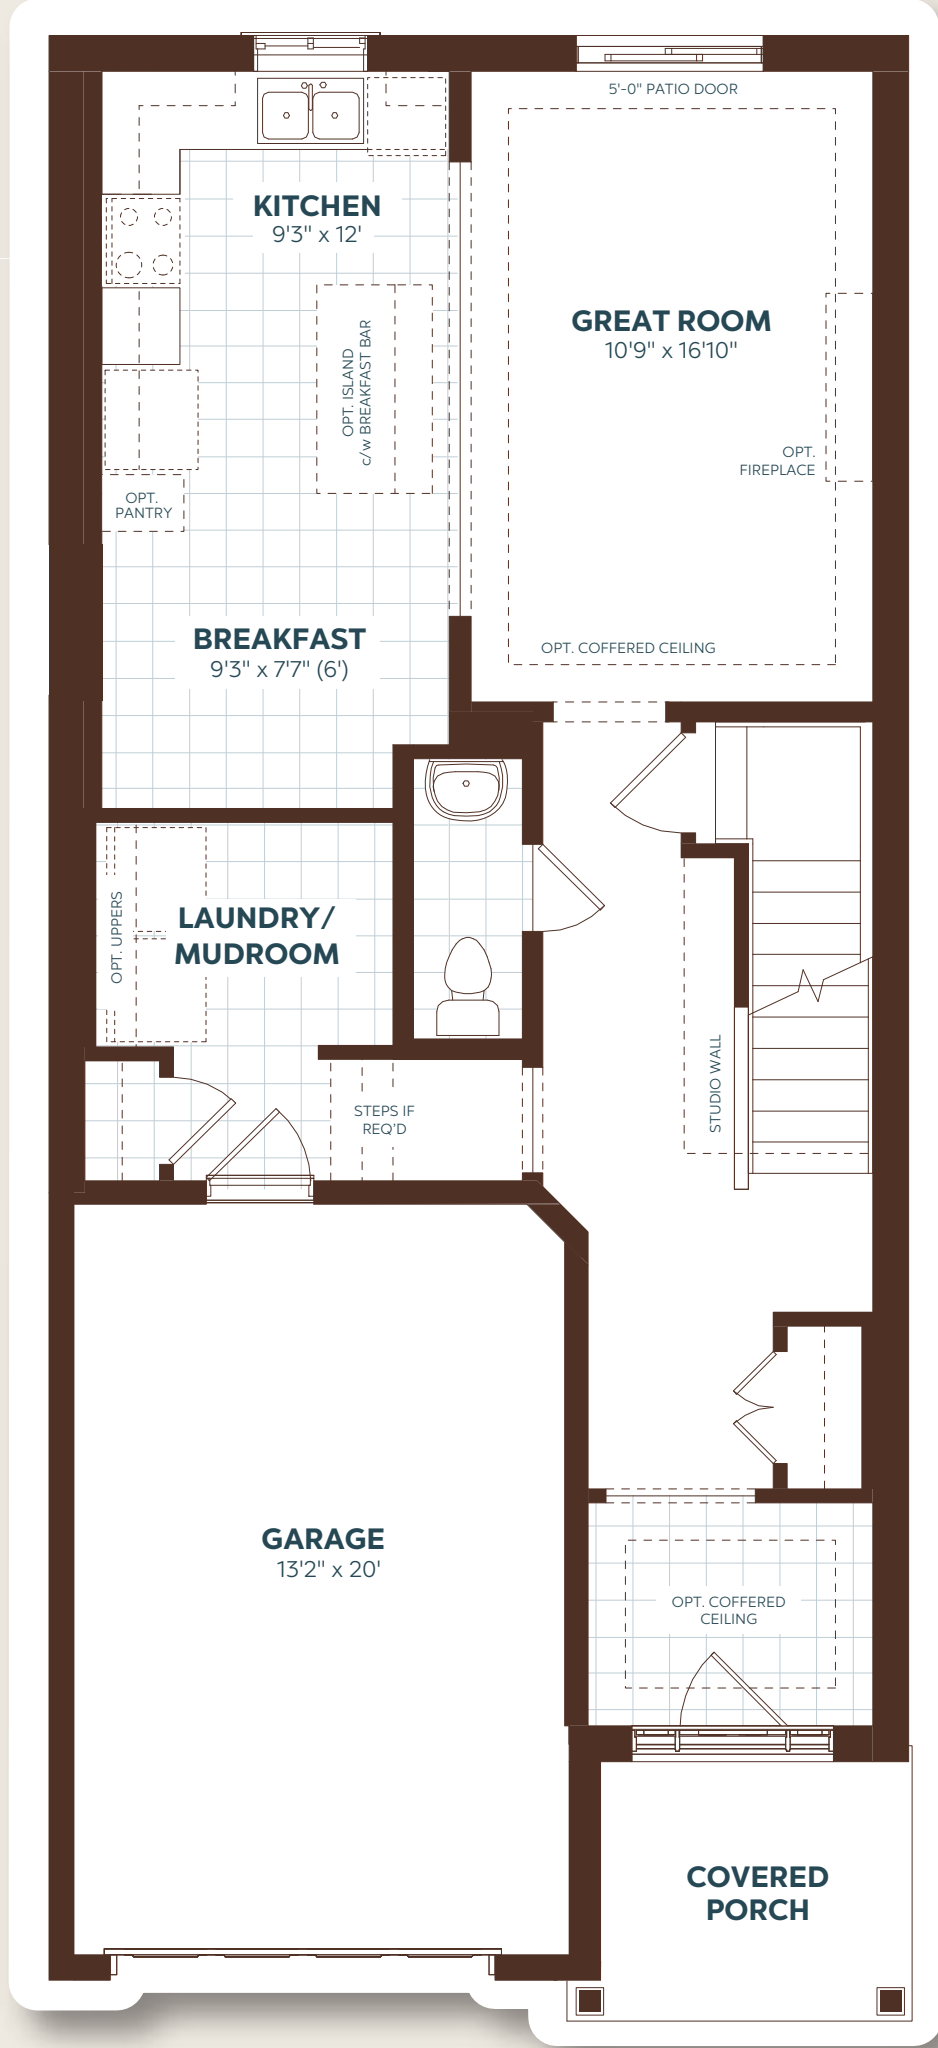 5'-0" PATIO DOOR
KITCHEN
9'3" x 12'
GREAT ROOM
10'9" x 16'10"
OPT. ISLAND
c/w BREAKFAST BAR
OPT.
FIREPLACE
OPT.
PANTRY
BREAKFAST
9'3" x 7'7" (6')
OPT. COFFERED CEILING
OPT. UPPERS
LAUNDRY/
MUDROOM
STUDIO WALL
STEPS IF
REQ'D
GARAGE
13'2" x 20'
OPT. COFFERED
CEILING
COVERED
PORCH